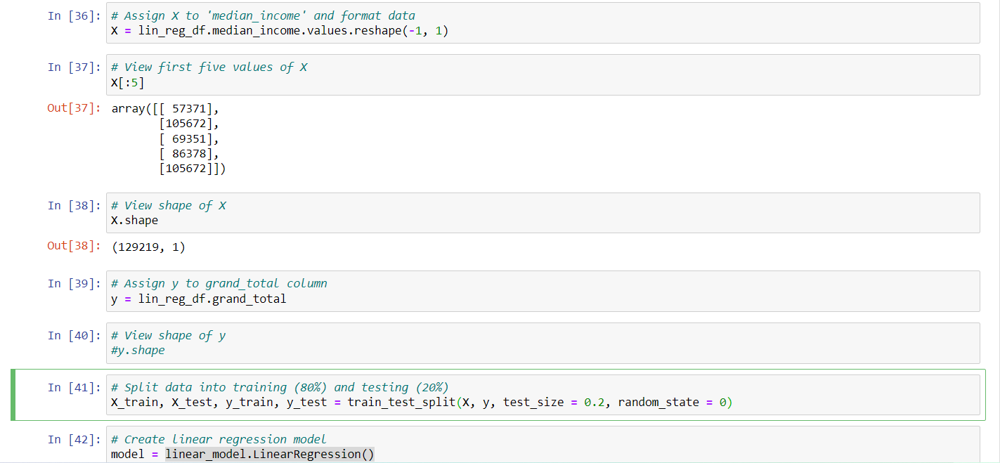 In [36]: # Assign X to 'median_income' and format data
X = lin_reg_df.median_income.values.reshape(-1, 1)
In [37]: # View first five values of X
X[:5]
Out[37]: array([[ 57371],
[105672],
[ 69351],
[ 86378],
[105672]])
In [38]: # View shape of X
X.shape
Out[38]: (129219, 1)
In [39]: # Assign y to grand_total column
y = lin_reg_df.grand_total
In [40]: # View shape of y
#y.shape
In [41]: # Split data into training (80%) and testing (20%)
X_train, X_test, y_train, y_test = train_test_split(X, y, test_size = 0.2, random_state = 0)
In [42]: # Create linear regression model
model = linear_model.LinearRegression()